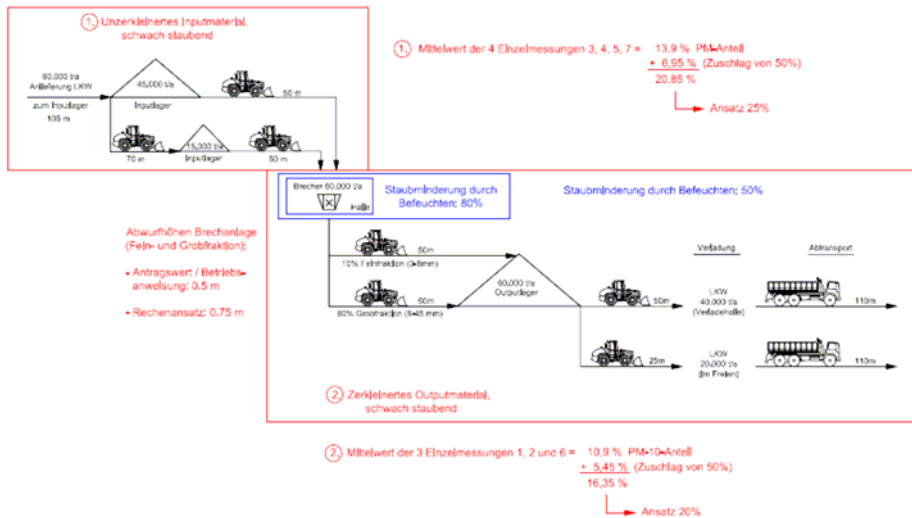 1. Unzerkleinertes Inputmaterial,
schwach staubend
60.000 t/a
Anlieferung LKW
zum Inputlager
105 m
45.000 t/a
Inputlager
50 m
70 m
15.000 t/a
Inputlager
50 m
1. Mittelwert der 4 Einzelmessungen 3, 4, 5, 7 = 13,9 % PM-Anteil
+ 6,95 % (Zuschlag von 50%)
20,85 %
Ansatz 25%
Brecher 60.000 t/a
Halle
Staubminderung durch
Befeuchten: 80%
Staubminderung durch Befeuchten: 50%
Abwurfhöhen Brechanlage
(Fein- und Grobfraktion):
- Antragswert / Betriebs-
anweisung: 0.5 m
- Rechenansatz: 0.75 m
50m
10% Feinfraktion (0-8mm)
50m
90% Grobfraktion (8-45 mm)
60.000 t/a
Outputlager
50m
25m
Verladung
LKW
40.000 t/a
(Verladehalle)
LKW
20.000 t/a
(Im Freien)
Abtransport
110m
110m
2. Zerkleinertes Outputmaterial,
schwach staubend
2. Mittelwert der 3 Einzelmessungen 1, 2 und 6 = 10,9 % PM-10-Anteil
+ 5,45 % (Zuschlag von 50%)
16,35 %
Ansatz 20%